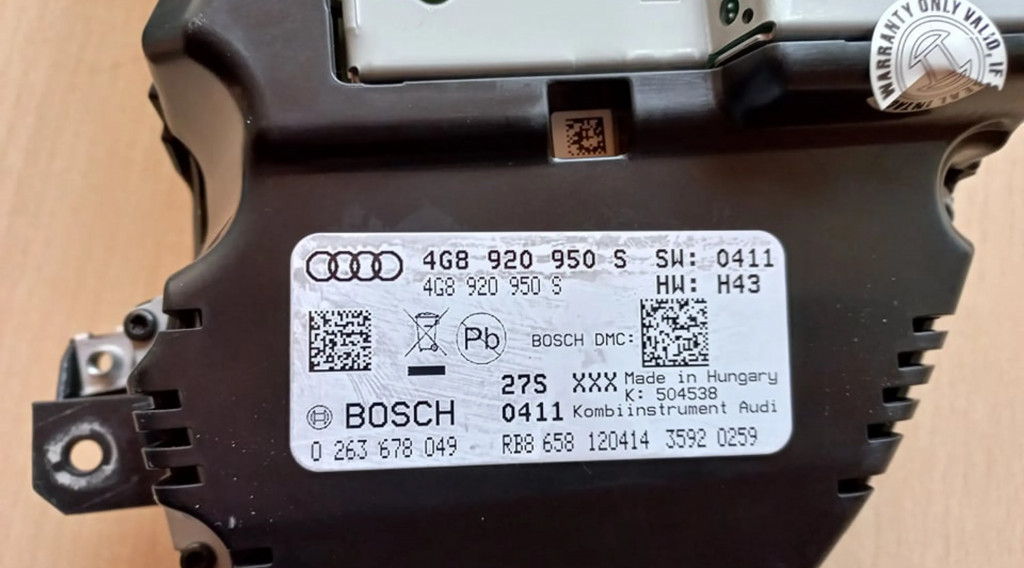 WARRANTY ONLY VALID, IF
4G8 920 950 S SW: 0411
4G8 920 950 S HW: H43
Pb
BOSCH DMC:
27S XXX Made in Hungary
K: 504538
BOSCH 0411 Kombiinstrument Audi
0 263 678 049 RB8 658 120414 3592 0259